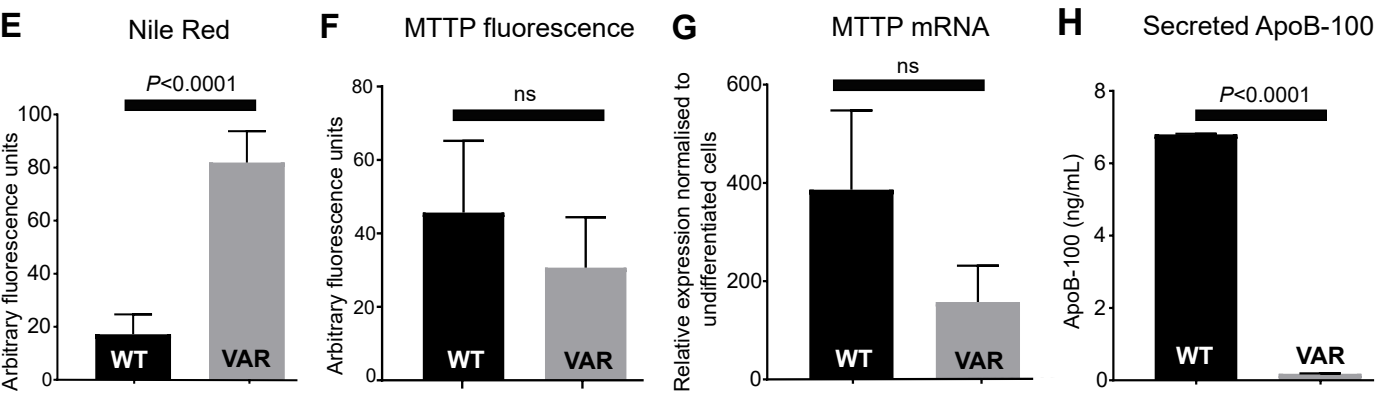 E
Nile Red
P<0.0001
Arbitrary fluorescence units
100
80
60
40
20
0
WT
VAR
F
MTTP fluorescence
ns
Arbitrary fluorescence units
80
60
40
20
0
WT
VAR
G
MTTP mRNA
ns
Relative expression normalised to
undifferentiated cells
600
400
200
0
WT
VAR
H
Secreted ApoB-100
P<0.0001
ApoB-100 (ng/mL)
8
6
4
2
0
WT
VAR